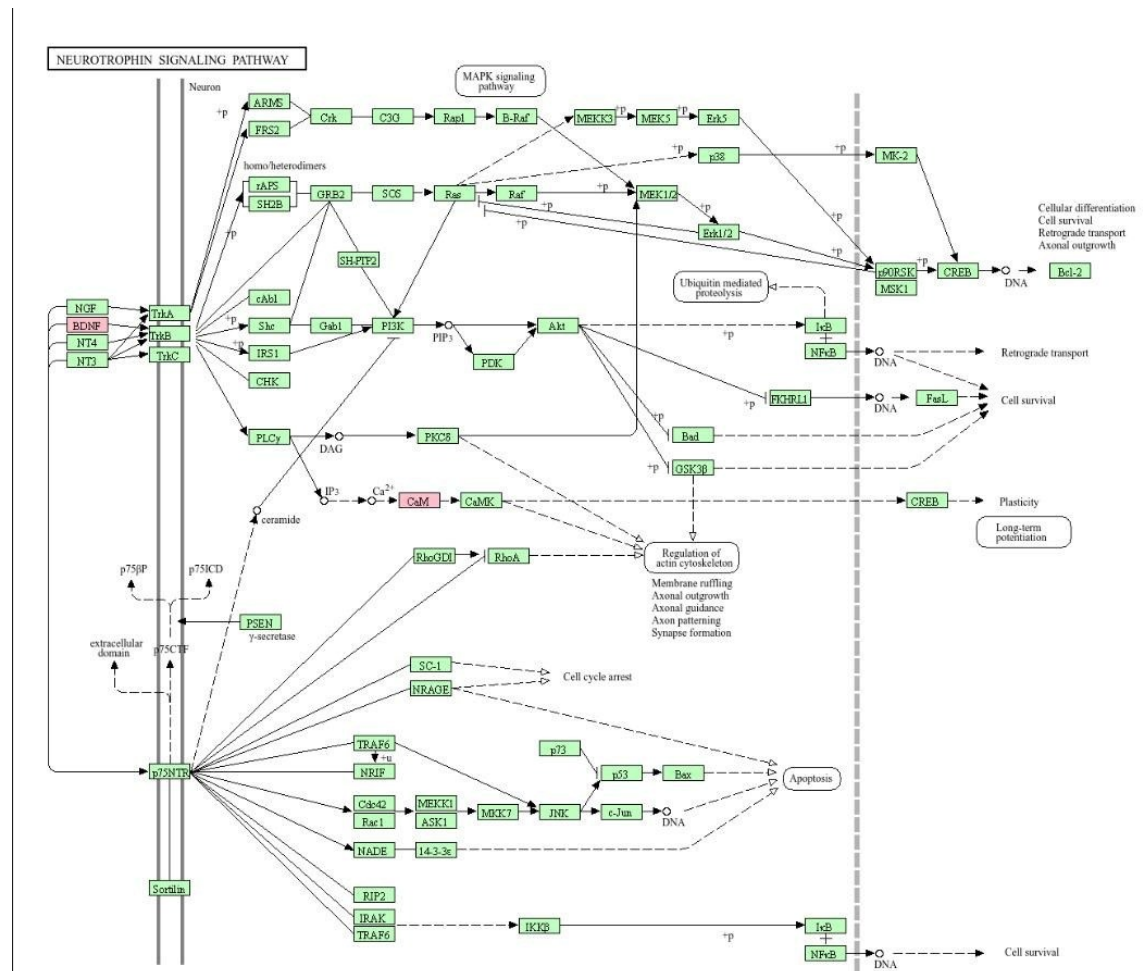 NEUROTROPHIN SIGNALING PATHWAY
Neuron
MAPK signaling
pathway
+p
ARMS
FRS2
Crk
C3G
Rap1
B-Raf
MEKK3
+p
MEK5
+p
Erk5
p38
+p
MK-2
homo/heterodimers
rAPS
SH2B
+p
GRB2
SOS
Ras
Raf
+p
MEK1/2
+p
+p
+p
Erk1/2
+p
Cellular differentiation
Cell survival
Retrograde transport
Axonal outgrowth
SH-PTP2
p90RSK
MSK1
+p
CREB
DNA
Bcl-2
Ubiquitin mediated
proteolysis
NGF
BDNF
NT4
NT3
TrkA
TrkB
TrkC
cAbl
+p
Shc
Gab1
PI3K
PIP3
Akt
+p
IκB
+p
IRS1
PDK
NFκB
DNA
Retrograde transport
CHK
+p
FKHRL1
DNA
FasL
Cell survival
PLCγ
DAG
PKCδ
+p
Bad
+p
GSK3β
IP3
Ca2+
CaM
CaMK
CREB
Plasticity
ceramide
Long-term
potentiation
RhoGDI
RhoA
Regulation of
actin cytoskeleton
Membrane ruffling
Axonal outgrowth
Axonal guidance
Axon patterning
Synapse formation
p75βP
p75ICD
PSEN
γ-secretase
extracellular
domain
p75CTF
SC-1
NRAGE
Cell cycle arrest
TRAF6
+u
NRIF
p73
p53
Bax
Apoptosis
p75NTR
Cdc42
Rac1
MEKK1
ASK1
MKK7
JNK
c-Jun
DNA
NADE
14-3-3ε
Sortilin
RIP2
IRAK
TRAF6
IKKβ
+p
IκB
NFκB
DNA
Cell survival